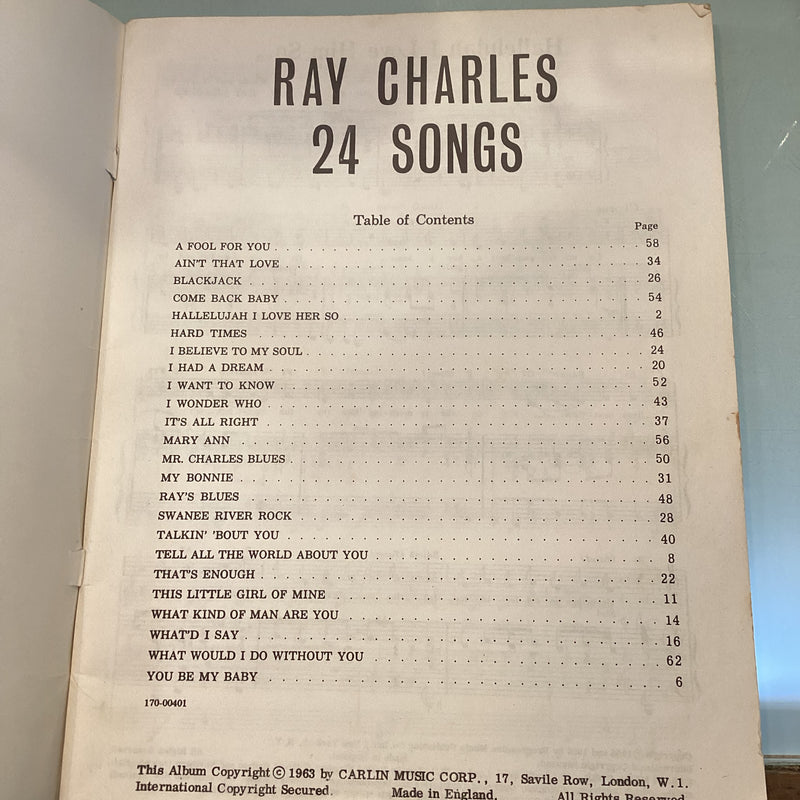 RAY CHARLES
24 SONGS
Table of Contents
Page
A FOOL FOR YOU . . . . . . . . . . . . . . . . . . . . . . . . 58
AIN'T THAT LOVE . . . . . . . . . . . . . . . . . . . . . . . . 34
BLACKJACK . . . . . . . . . . . . . . . . . . . . . . . . 26
COME BACK BABY . . . . . . . . . . . . . . . . . . . . . . . . 54
HALLELUJAH I LOVE HER SO . . . . . . . . . . . . . . . . . . . . 2
HARD TIMES . . . . . . . . . . . . . . . . . . . . . . . . 46
I BELIEVE TO MY SOUL . . . . . . . . . . . . . . . . . . . . . . 24
I HAD A DREAM . . . . . . . . . . . . . . . . . . . . . . . . 20
I WANT TO KNOW . . . . . . . . . . . . . . . . . . . . . . . . 52
I WONDER WHO . . . . . . . . . . . . . . . . . . . . . . . . 43
IT'S ALL RIGHT . . . . . . . . . . . . . . . . . . . . . . . . 37
MARY ANN . . . . . . . . . . . . . . . . . . . . . . . . 56
MR. CHARLES BLUES . . . . . . . . . . . . . . . . . . . . . . . 50
MY BONNIE . . . . . . . . . . . . . . . . . . . . . . . . 31
RAY'S BLUES . . . . . . . . . . . . . . . . . . . . . . . . 48
SWANEE RIVER ROCK . . . . . . . . . . . . . . . . . . . . . . . 28
TALKIN' 'BOUT YOU . . . . . . . . . . . . . . . . . . . . . . . 40
TELL ALL THE WORLD ABOUT YOU . . . . . . . . . . . . . . . . . . 8
THAT'S ENOUGH . . . . . . . . . . . . . . . . . . . . . . . . 22
THIS LITTLE GIRL OF MINE . . . . . . . . . . . . . . . . . . . . 11
WHAT KIND OF MAN ARE YOU . . . . . . . . . . . . . . . . . . . . 14
WHAT'D I SAY . . . . . . . . . . . . . . . . . . . . . . . . 16
WHAT WOULD I DO WITHOUT YOU . . . . . . . . . . . . . . . . . . 62
YOU BE MY BABY . . . . . . . . . . . . . . . . . . . . . . . . 6
170-00401
This Album Copyright © 1963 by CARLIN MUSIC CORP., 17, Savile Row, London, W.1.
International Copyright Secured. Made in England. All Rights Reserved.